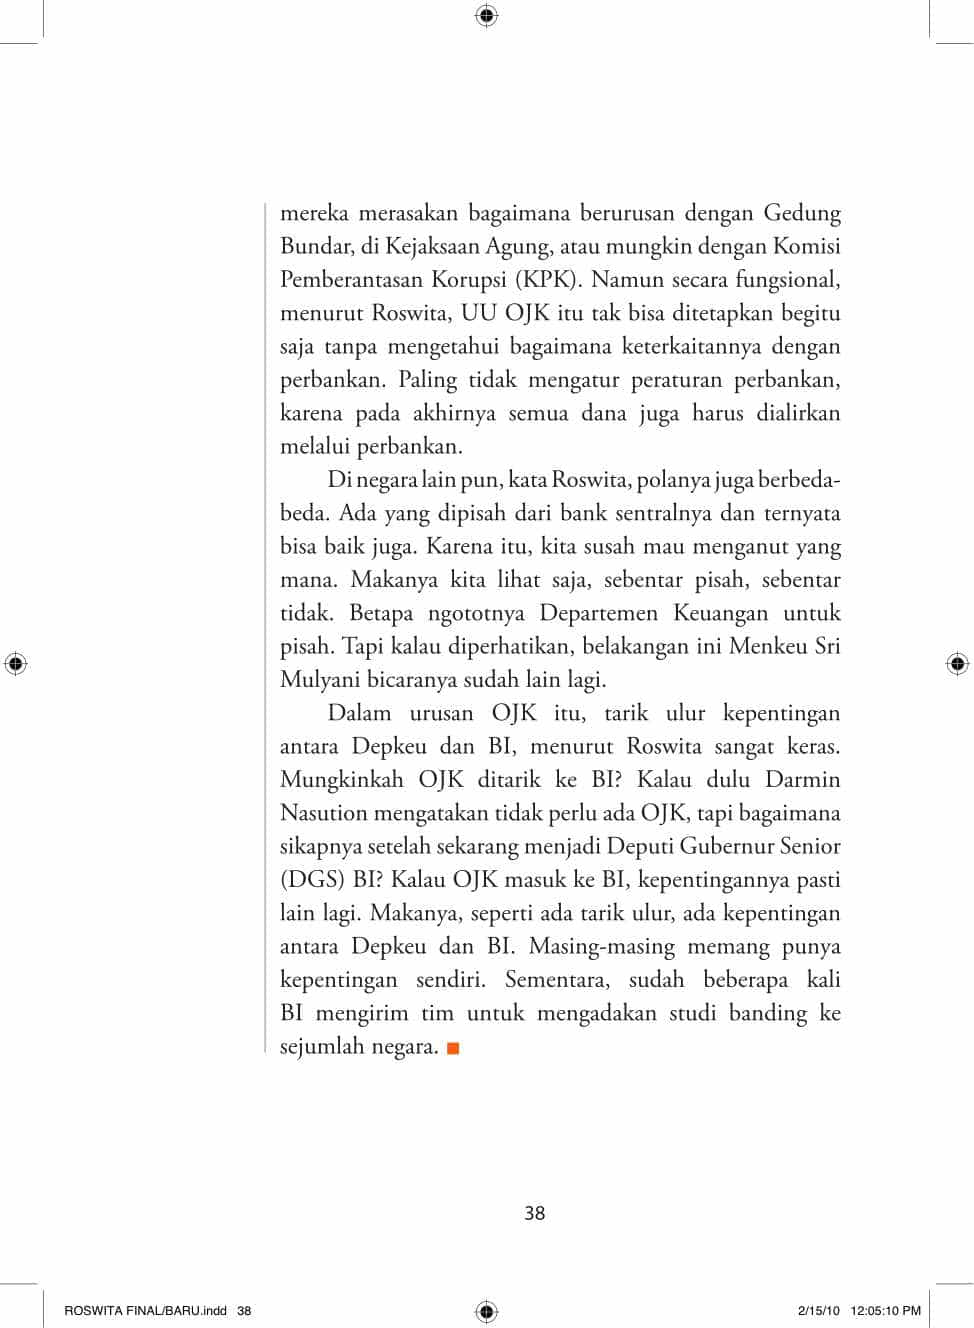 mereka merasakan bagaimana berurusan dengan Gedung
Bundar, di Kejaksaan Agung, atau mungkin dengan Komisi
Pemberantasan Korupsi (KPK). Namun secara fungsional,
menurut Roswita, UU OJK itu tak bisa ditetapkan begitu
saja tanpa mengetahui bagaimana keterkaitannya dengan
perbankan. Paling tidak mengatur peraturan perbankan,
karena pada akhirnya semua dana juga harus dialirkan
melalui perbankan.
Di negara lain pun, kata Roswita, polanya juga berbeda-
beda. Ada yang dipisah dari bank sentralnya dan ternyata
bisa baik juga. Karena itu, kita susah mau menganut yang
mana. Makanya kita lihat saja, sebentar pisah, sebentar
tidak. Betapa ngototnya Departemen Keuangan untuk
pisah. Tapi kalau diperhatikan, belakangan ini Menkeu Sri
Mulyani bicaranya sudah lain lagi.
Dalam urusan OJK itu, tarik ulur kepentingan
antara Depkeu dan BI, menurut Roswita sangat keras.
Mungkinkah OJK ditarik ke BI? Kalau dulu Darmin
Nasution mengatakan tidak perlu ada OJK, tapi bagaimana
sikapnya setelah sekarang menjadi Deputi Gubernur Senior
(DGS) BI? Kalau OJK masuk ke BI, kepentingannya pasti
lain lagi. Makanya, seperti ada tarik ulur, ada kepentingan
antara Depkeu dan BI. Masing-masing memang punya
kepentingan sendiri. Sementara, sudah beberapa kali
BI mengirim tim untuk mengadakan studi banding ke
sejumlah negara.
38
ROSWITA FINAL/BARU.indd 38
2/15/10 12:05:10 PM